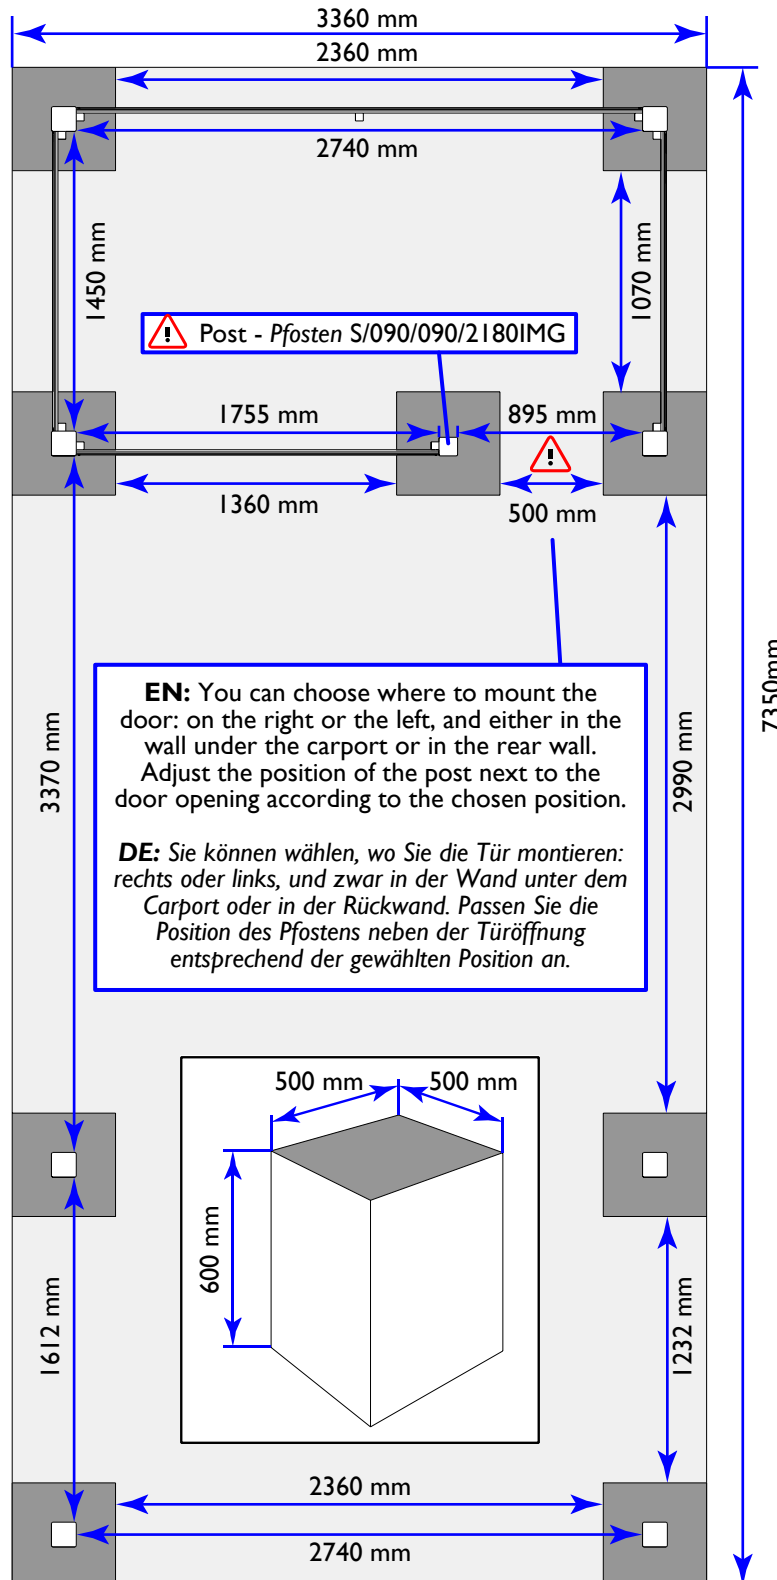 3360 mm
2360 mm
2740 mm
1450 mm
1070 mm
Post - Pfosten S/090/090/2180IMG
1755 mm
895 mm
1360 mm
500 mm
7350mm
EN: You can choose where to mount the
door: on the right or the left, and either in the
wall under the carport or in the rear wall.
Adjust the position of the post next to the
door opening according to the chosen position.
DE: Sie können wählen, wo Sie die Tür montieren:
rechts oder links, und zwar in der Wand unter dem
Carport oder in der Rückwand. Passen Sie die
Position des Pfostens neben der Türöffnung
entsprechend der gewählten Position an.
3370 mm
2990 mm
500 mm
500 mm
600 mm
1612 mm
1232 mm
2360 mm
2740 mm